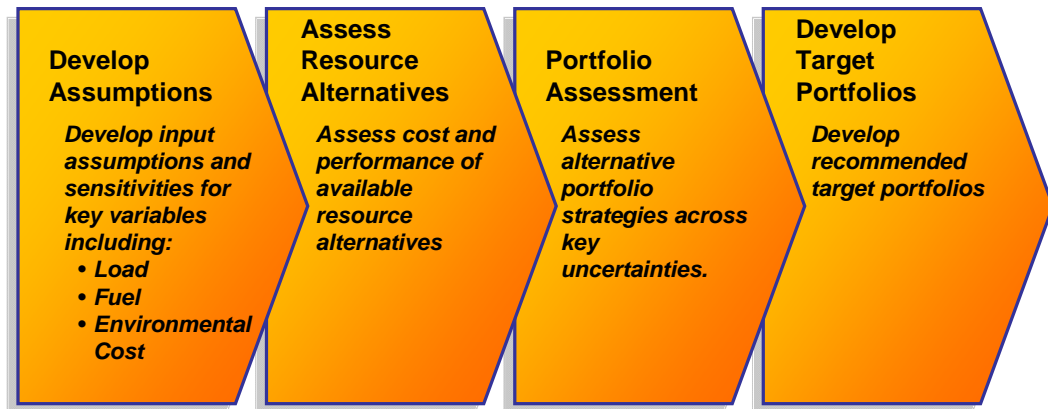 Develop
Assumptions
Develop input
assumptions and
sensitivities for
key variables
including:
• Load
• Fuel
• Environmental
Cost
Assess
Resource
Alternatives
Assess cost and
performance of
available
resource
alternatives
Portfolio
Assessment
Assess
alternative
portfolio
strategies across
key
uncertainties.
Develop
Target
Portfolios
Develop
recommended
target portfolios